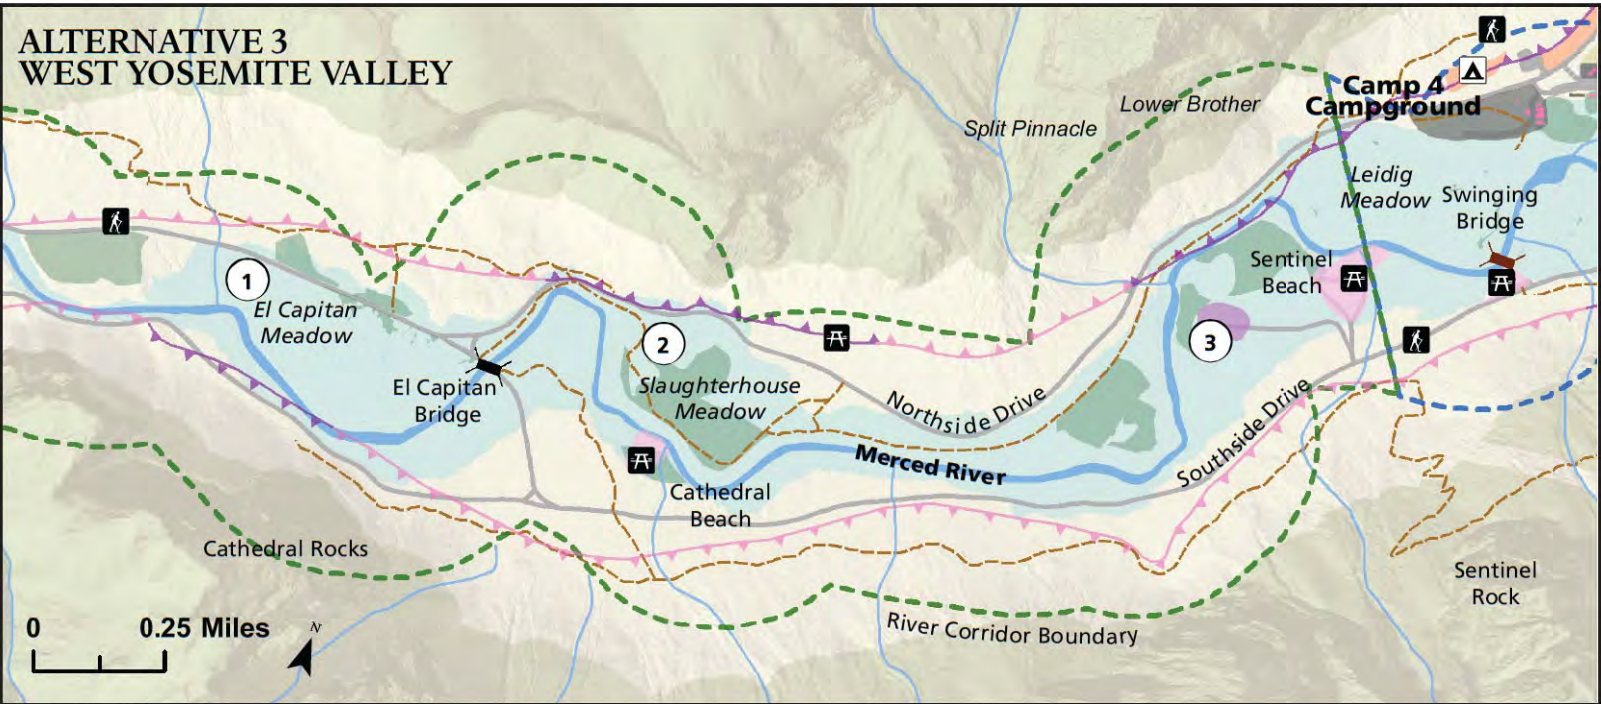 ALTERNATIVE 3
WEST YOSEMITE VALLEY
Camp 4
Campground
Lower Brother
Split Pinnacle
Leidig
Meadow
Swinging
Bridge
Sentinel
Beach
1
El Capitan
Meadow
2
3
El Capitan
Bridge
Slaughterhouse
Meadow
Northside Drive
Southside Drive
Merced River
Cathedral
Beach
Cathedral Rocks
Sentinel
Rock
River Corridor Boundary
0 0.25 Miles
N